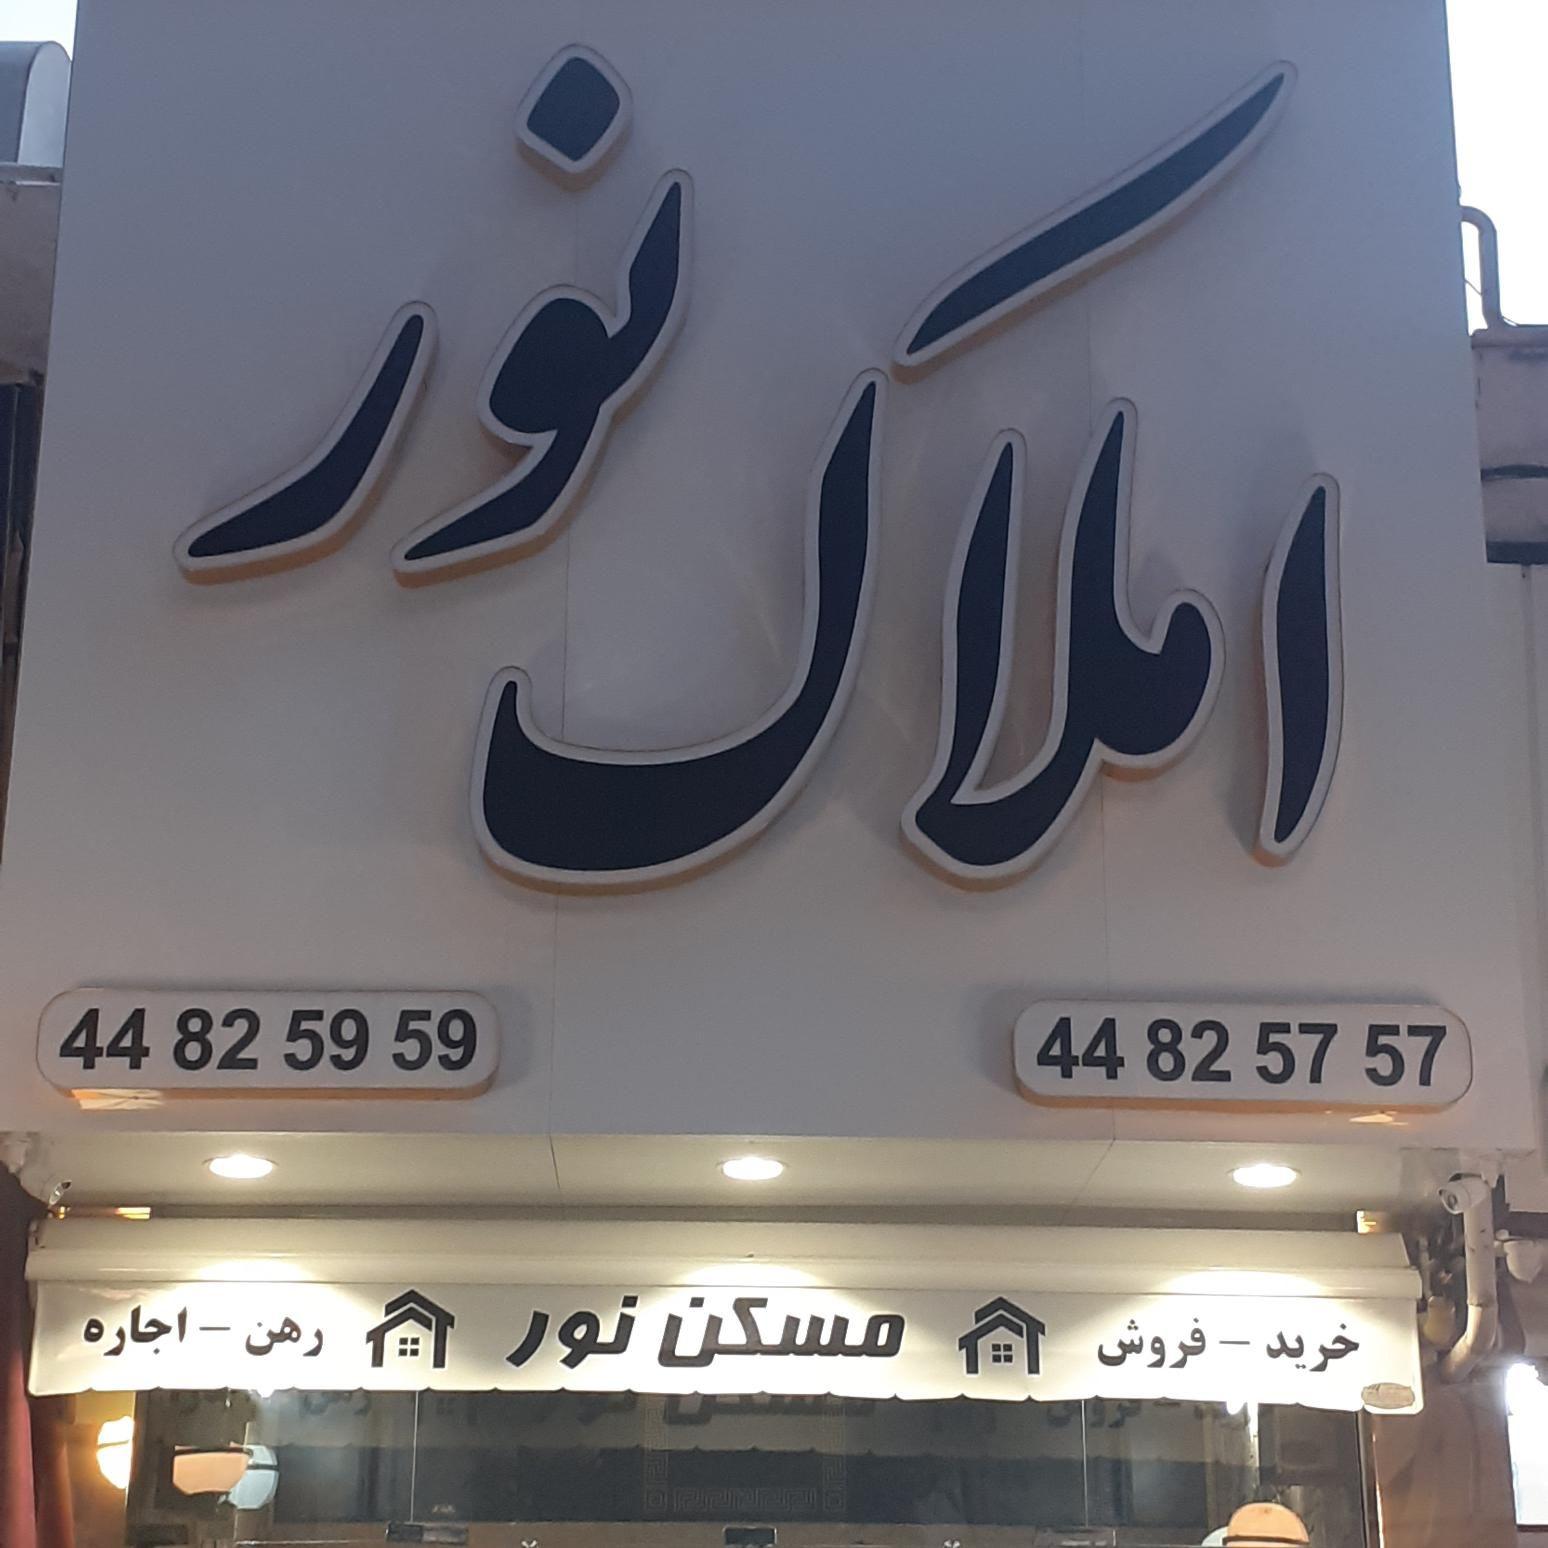 املاک نور
44 82 59 59
44 82 57 57
خرید – فروش
مسکن نور
رهن – اجاره